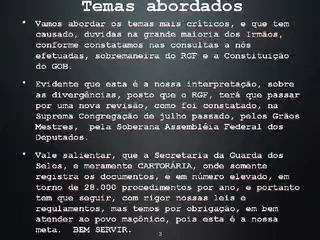 Temas abordados
• Vamos abordar os temas mais críticos, e que tem
causado, duvidas na grande maioria dos Irmãos,
conforme constatamos nas consultas a nós
efetuadas, sobremaneira do RGF e a Constituição
do GOB.
• Evidente que esta é a nossa interpretação, sobre
as divergências, posto que o RGF, terá que passar
por uma nova revisão, como foi constatado, na
Suprema Congregação de julho passado, pelos Grãos
Mestres,  pela Soberana Assembléia Federal dos
Deputados.
• Vale salientar, que a Secretaria da Guarda dos
Selos, e meramente CARTORÁRIA, onde somente
registra os documentos, e em número elevado, em
torno de 28.000 procedimentos por ano, e portanto
tem que seguir, com rigor nossas leis e
regulamentos, mas temos por obrigação, em bem
atender ao povo maçônico, pois esta é a nossa
meta.  BEM SERVIR.
3